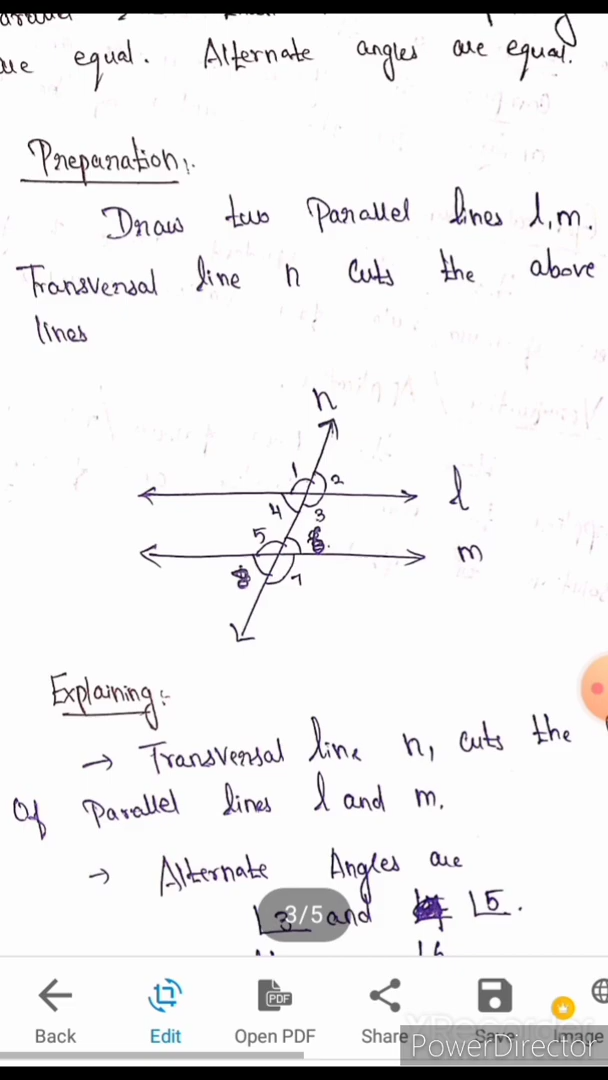 are equal. Alternate angles are equal.
Preparation:
Draw two Parallel lines l, m.
Transversal line n cuts the above
lines
n
1 2
4 3
l
5 6
m
8 7
Explaining:
→ Transversal line n, cuts the
Of Parallel lines l and m.
→ Alternate Angles are
∠3 and ∠5.
3/5
Back Edit Open PDF Share Save Image
XRecorder
PowerDirector